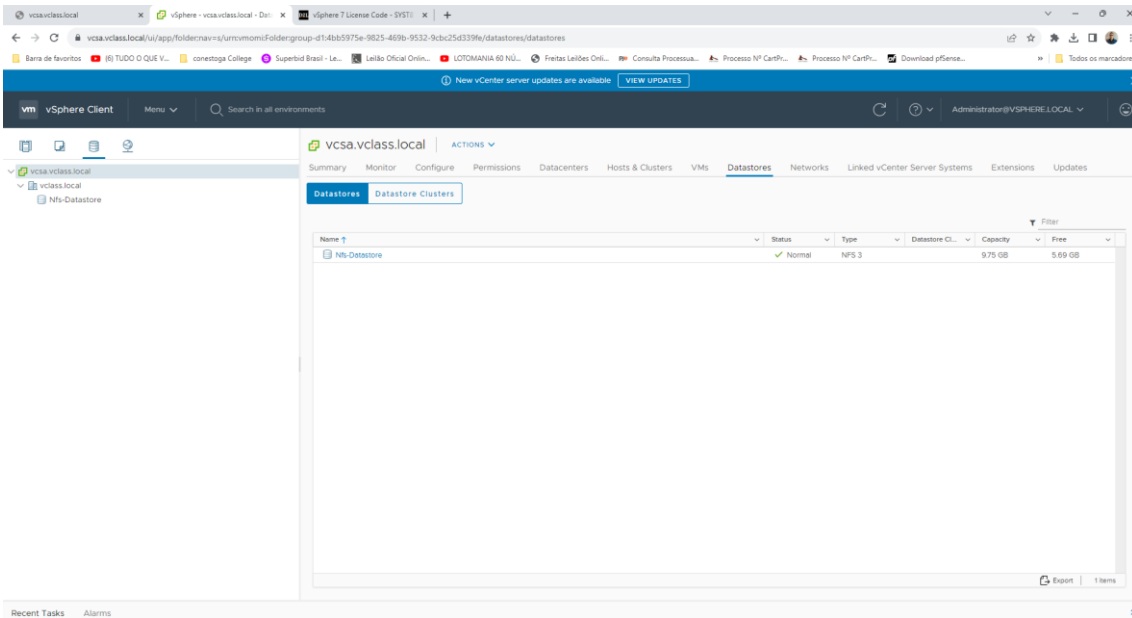 vcsa.vclass.local
vSphere - vcsa.vclass.local - Dat
vSphere 7 License Code - SYSTE
vcsa.vclass.local/ui/app/folder;nav=s/urn:vmomi:Folder:group-d1:4bb5975e-9825-469b-9532-9cbc25d339fe/datastores/datastores
Barra de favoritos (6) TUDO O QUE V... conestoga College Superbid Brasil - Le... Leilão Oficial Onlin... LOTOMANIA 60 NÚ... Freitas Leilões Onli... Consulta Processua... Processo Nº CartPr... Processo Nº CartPr... Download pfSense... » Todos os marcadore
New vCenter server updates are available VIEW UPDATES
vm vSphere Client Menu Search in all environments Administrator@VSPHERE.LOCAL
vcsa.vclass.local ACTIONS
Summary Monitor Configure Permissions Datacenters Hosts & Clusters VMs Datastores Networks Linked vCenter Server Systems Extensions Updates
vcsa.vclass.local
vclass.local
Nfs-Datastore
Datastores Datastore Clusters
Filter
Name Status Type Datastore Cl... Capacity Free
Nfs-Datastore Normal NFS 3 9.75 GB 5.69 GB
Export 1 items
Recent Tasks Alarms